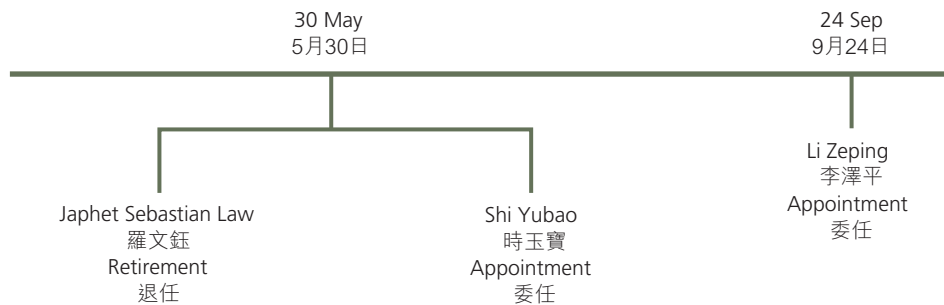 30 May
5月30日
24 Sep
9月24日
Japhet Sebastian Law
羅文鈺
Retirement
退任
Shi Yubao
時玉寶
Appointment
委任
Li Zeping
李澤平
Appointment
委任